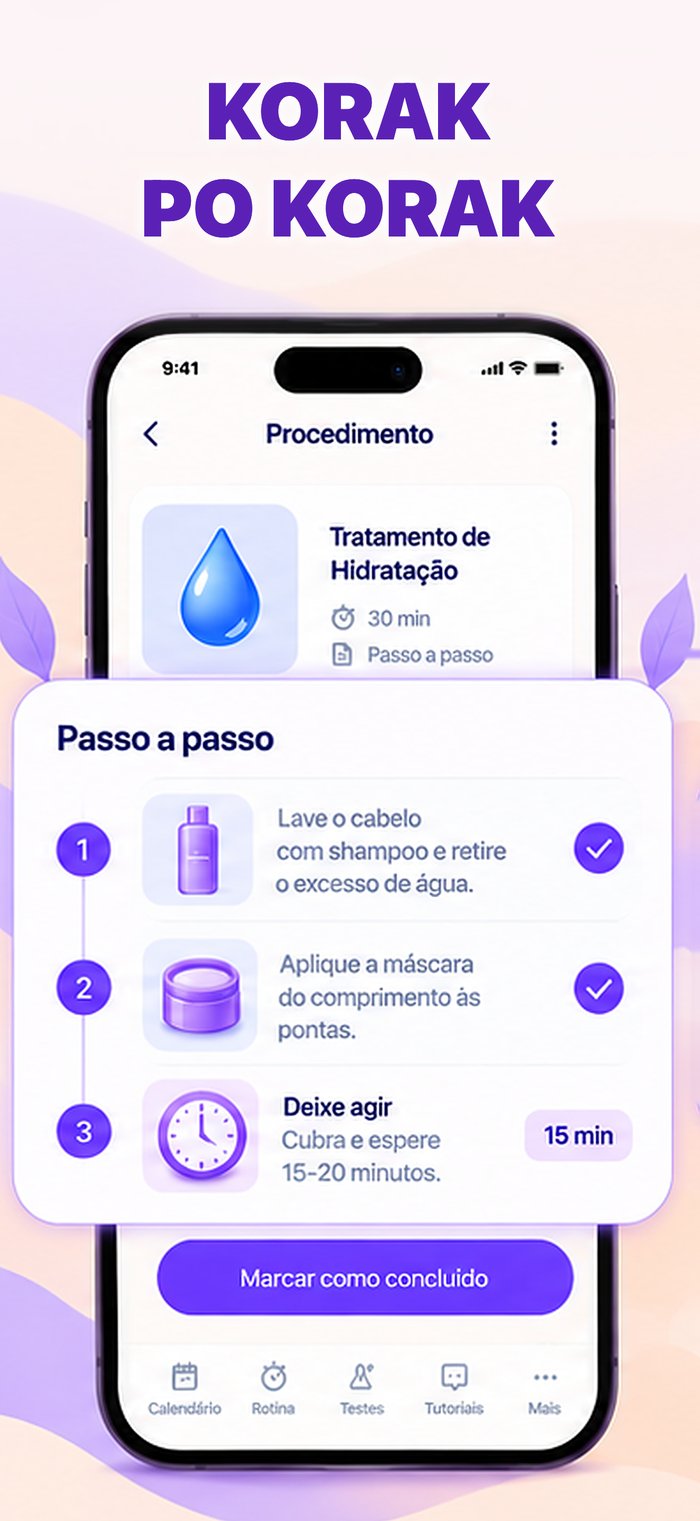 KORAK
PO KORAK
9:41
Procedimento
Tratamento de
Hidratação
30 min
Passo a passo
Passo a passo
1
Lave o cabelo
com shampoo e retire
o excesso de água.
2
Aplique a máscara
do comprimento às
pontas.
3
Deixe agir
Cubra e espere
15-20 minutos.
15 min
Marcar como concluido
Calendário
Rotina
Testes
Tutoriais
Mais